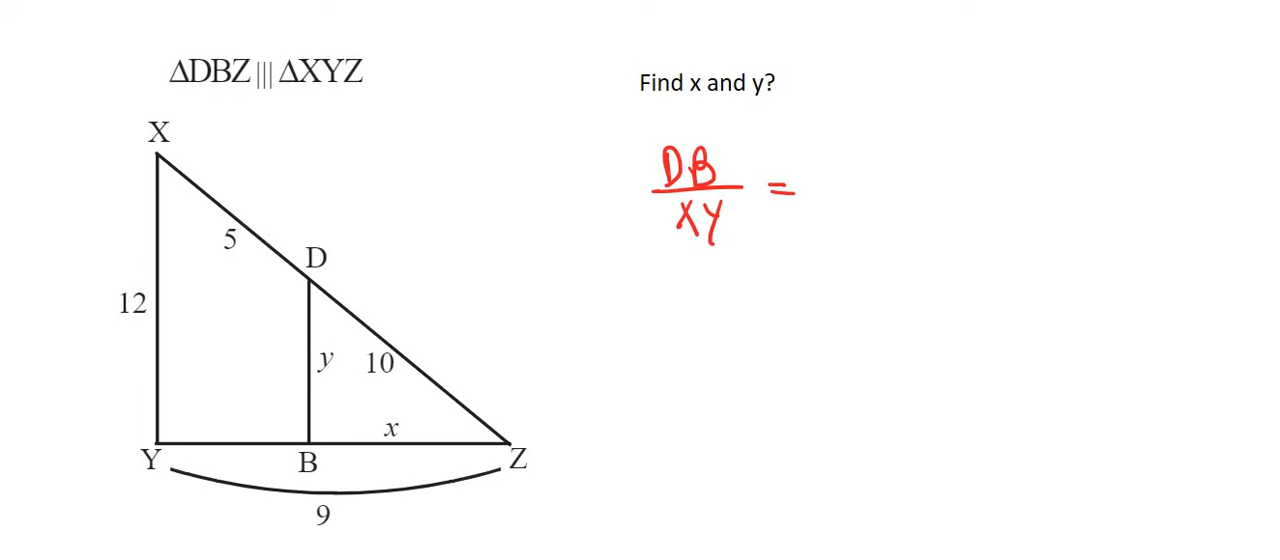 ΔDBZ ||| ΔXYZ
Find x and y?
DB
XY
=
X
5
D
12
y
10
x
Y
B
Z
9